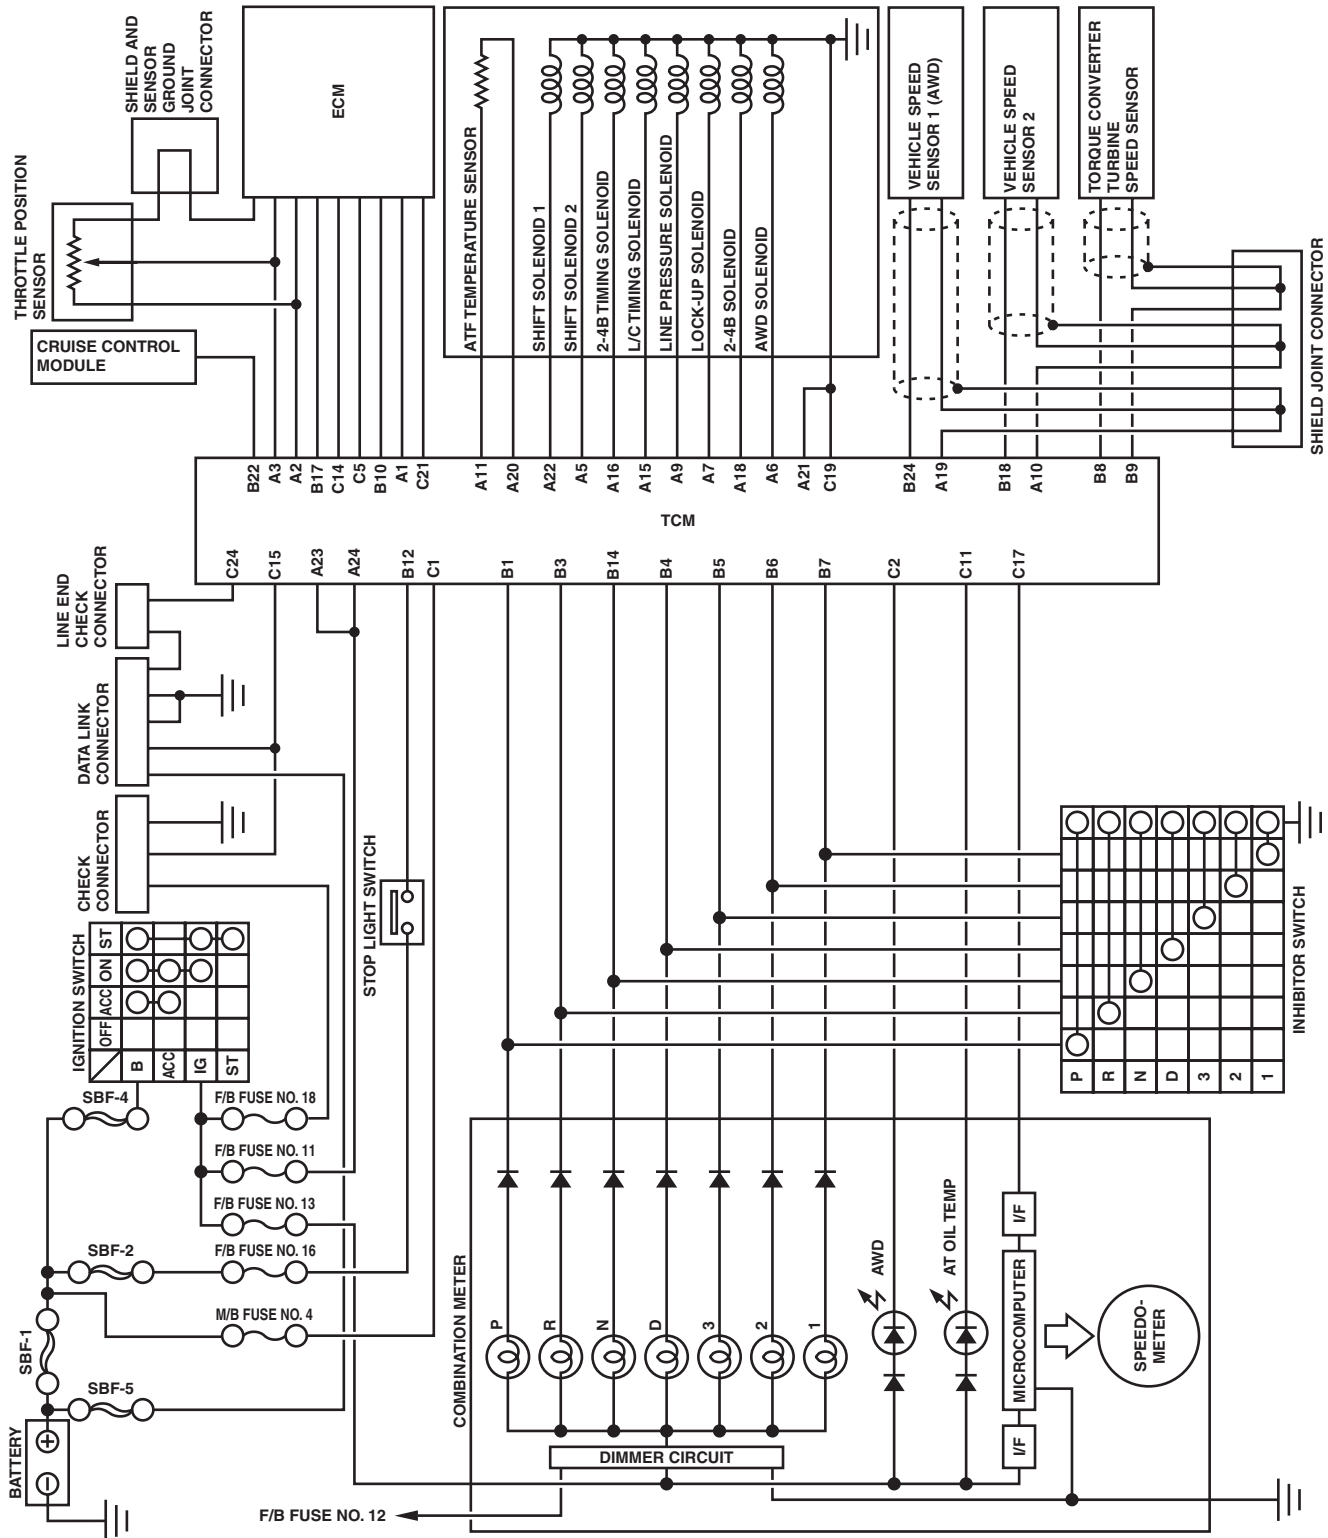 THROTTLE POSITION
SENSOR
SHIELD AND
SENSOR
GROUND
JOINT
CONNECTOR
ECM
CRUISE CONTROL
MODULE
ATF TEMPERATURE SENSOR
SHIFT SOLENOID 1
SHIFT SOLENOID 2
2-4B TIMING SOLENOID
L/C TIMING SOLENOID
LINE PRESSURE SOLENOID
LOCK-UP SOLENOID
2-4B SOLENOID
AWD SOLENOID
VEHICLE SPEED
SENSOR 1 (AWD)
VEHICLE SPEED
SENSOR 2
TORQUE CONVERTER
TURBINE
SPEED SENSOR
SHIELD JOINT CONNECTOR
B22
A3
A2
B17
C14
C5
B10
A1
C21
A11
A20
A22
A5
A16
A15
A9
A7
A18
A6
A21
C19
B24
A19
B18
A10
B8
B9
TCM
C24
C15
A23
A24
B12
C1
B1
B3
B14
B4
B5
B6
B7
C2
C11
C17
LINE END
CHECK
CONNECTOR
DATA LINK
CONNECTOR
CHECK
CONNECTOR
STOP LIGHT SWITCH
IGNITION SWITCH
OFF
ACC
ON
ST
B
ACC
IG
ST
INHIBITOR SWITCH
P
R
N
D
3
2
1
SBF-4
F/B FUSE NO. 18
F/B FUSE NO. 11
F/B FUSE NO. 13
SBF-2
F/B FUSE NO. 16
M/B FUSE NO. 4
SBF-1
SBF-5
BATTERY
COMBINATION METER
P
R
N
D
3
2
1
AWD
AT OIL TEMP
I/F
MICROCOMPUTER
I/F
SPEEDO-
METER
DIMMER CIRCUIT
F/B FUSE NO. 12